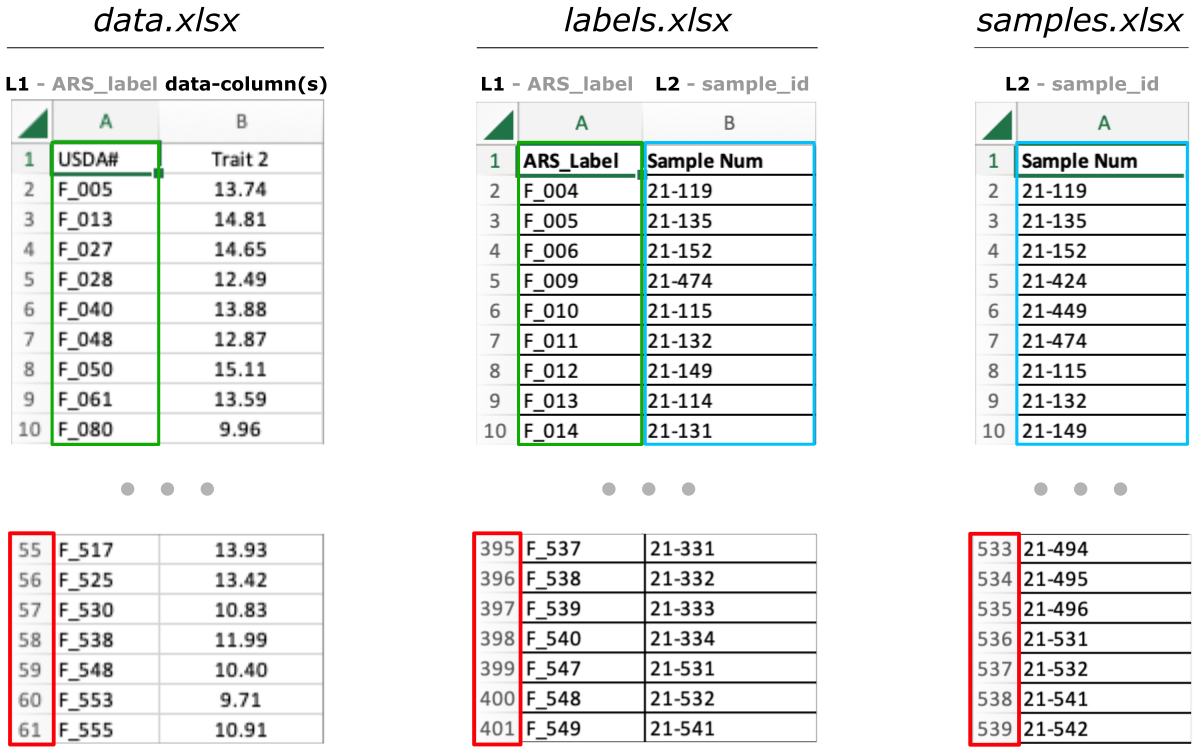 data.xlsx labels.xlsx samples.xlsx
L1 - ARS_label data-column(s) L1 - ARS_label L2 - sample_id L2 - sample_id
A B A B A
1 USDA# Trait 2 1 ARS_Label Sample Num 1 Sample Num
2 F_005 13.74 2 F_004 21-119 2 21-119
3 F_013 14.81 3 F_005 21-135 3 21-135
4 F_027 14.65 4 F_006 21-152 4 21-152
5 F_028 12.49 5 F_009 21-474 5 21-424
6 F_040 13.88 6 F_010 21-115 6 21-449
7 F_048 12.87 7 F_011 21-132 7 21-474
8 F_050 15.11 8 F_012 21-149 8 21-115
9 F_061 13.59 9 F_013 21-114 9 21-132
10 F_080 9.96 10 F_014 21-131 10 21-149
55 F_517 13.93 395 F_537 21-331 533 21-494
56 F_525 13.42 396 F_538 21-332 534 21-495
57 F_530 10.83 397 F_539 21-333 535 21-496
58 F_538 11.99 398 F_540 21-334 536 21-531
59 F_548 10.40 399 F_547 21-531 537 21-532
60 F_553 9.71 400 F_548 21-532 538 21-541
61 F_555 10.91 401 F_549 21-541 539 21-542